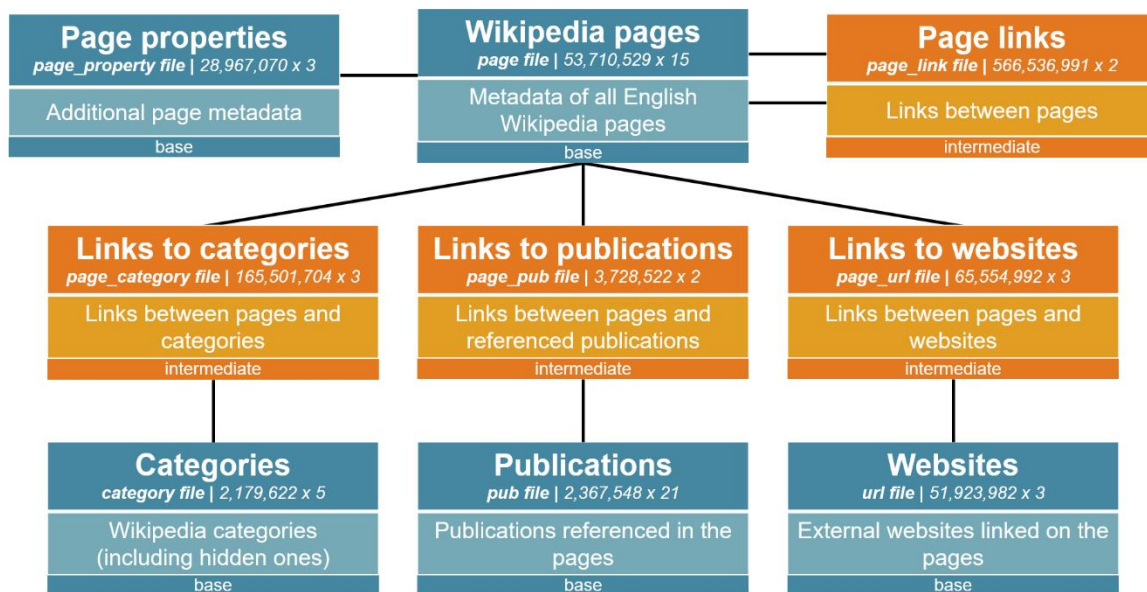 Page properties
page_property file | 28,967,070 x 3
Additional page metadata
base
Wikipedia pages
page file | 53,710,529 x 15
Metadata of all English
Wikipedia pages
base
Page links
page_link file | 566,536,991 x 2
Links between pages
intermediate
Links to categories
page_category file | 165,501,704 x 3
Links between pages and
categories
intermediate
Links to publications
page_pub file | 3,728,522 x 2
Links between pages and
referenced publications
intermediate
Links to websites
page_url file | 65,554,992 x 3
Links between pages and
websites
intermediate
Categories
category file | 2,179,622 x 5
Wikipedia categories
(including hidden ones)
base
Publications
pub file | 2,367,548 x 21
Publications referenced in the
pages
base
Websites
url file | 51,923,982 x 3
External websites linked on the
pages
base